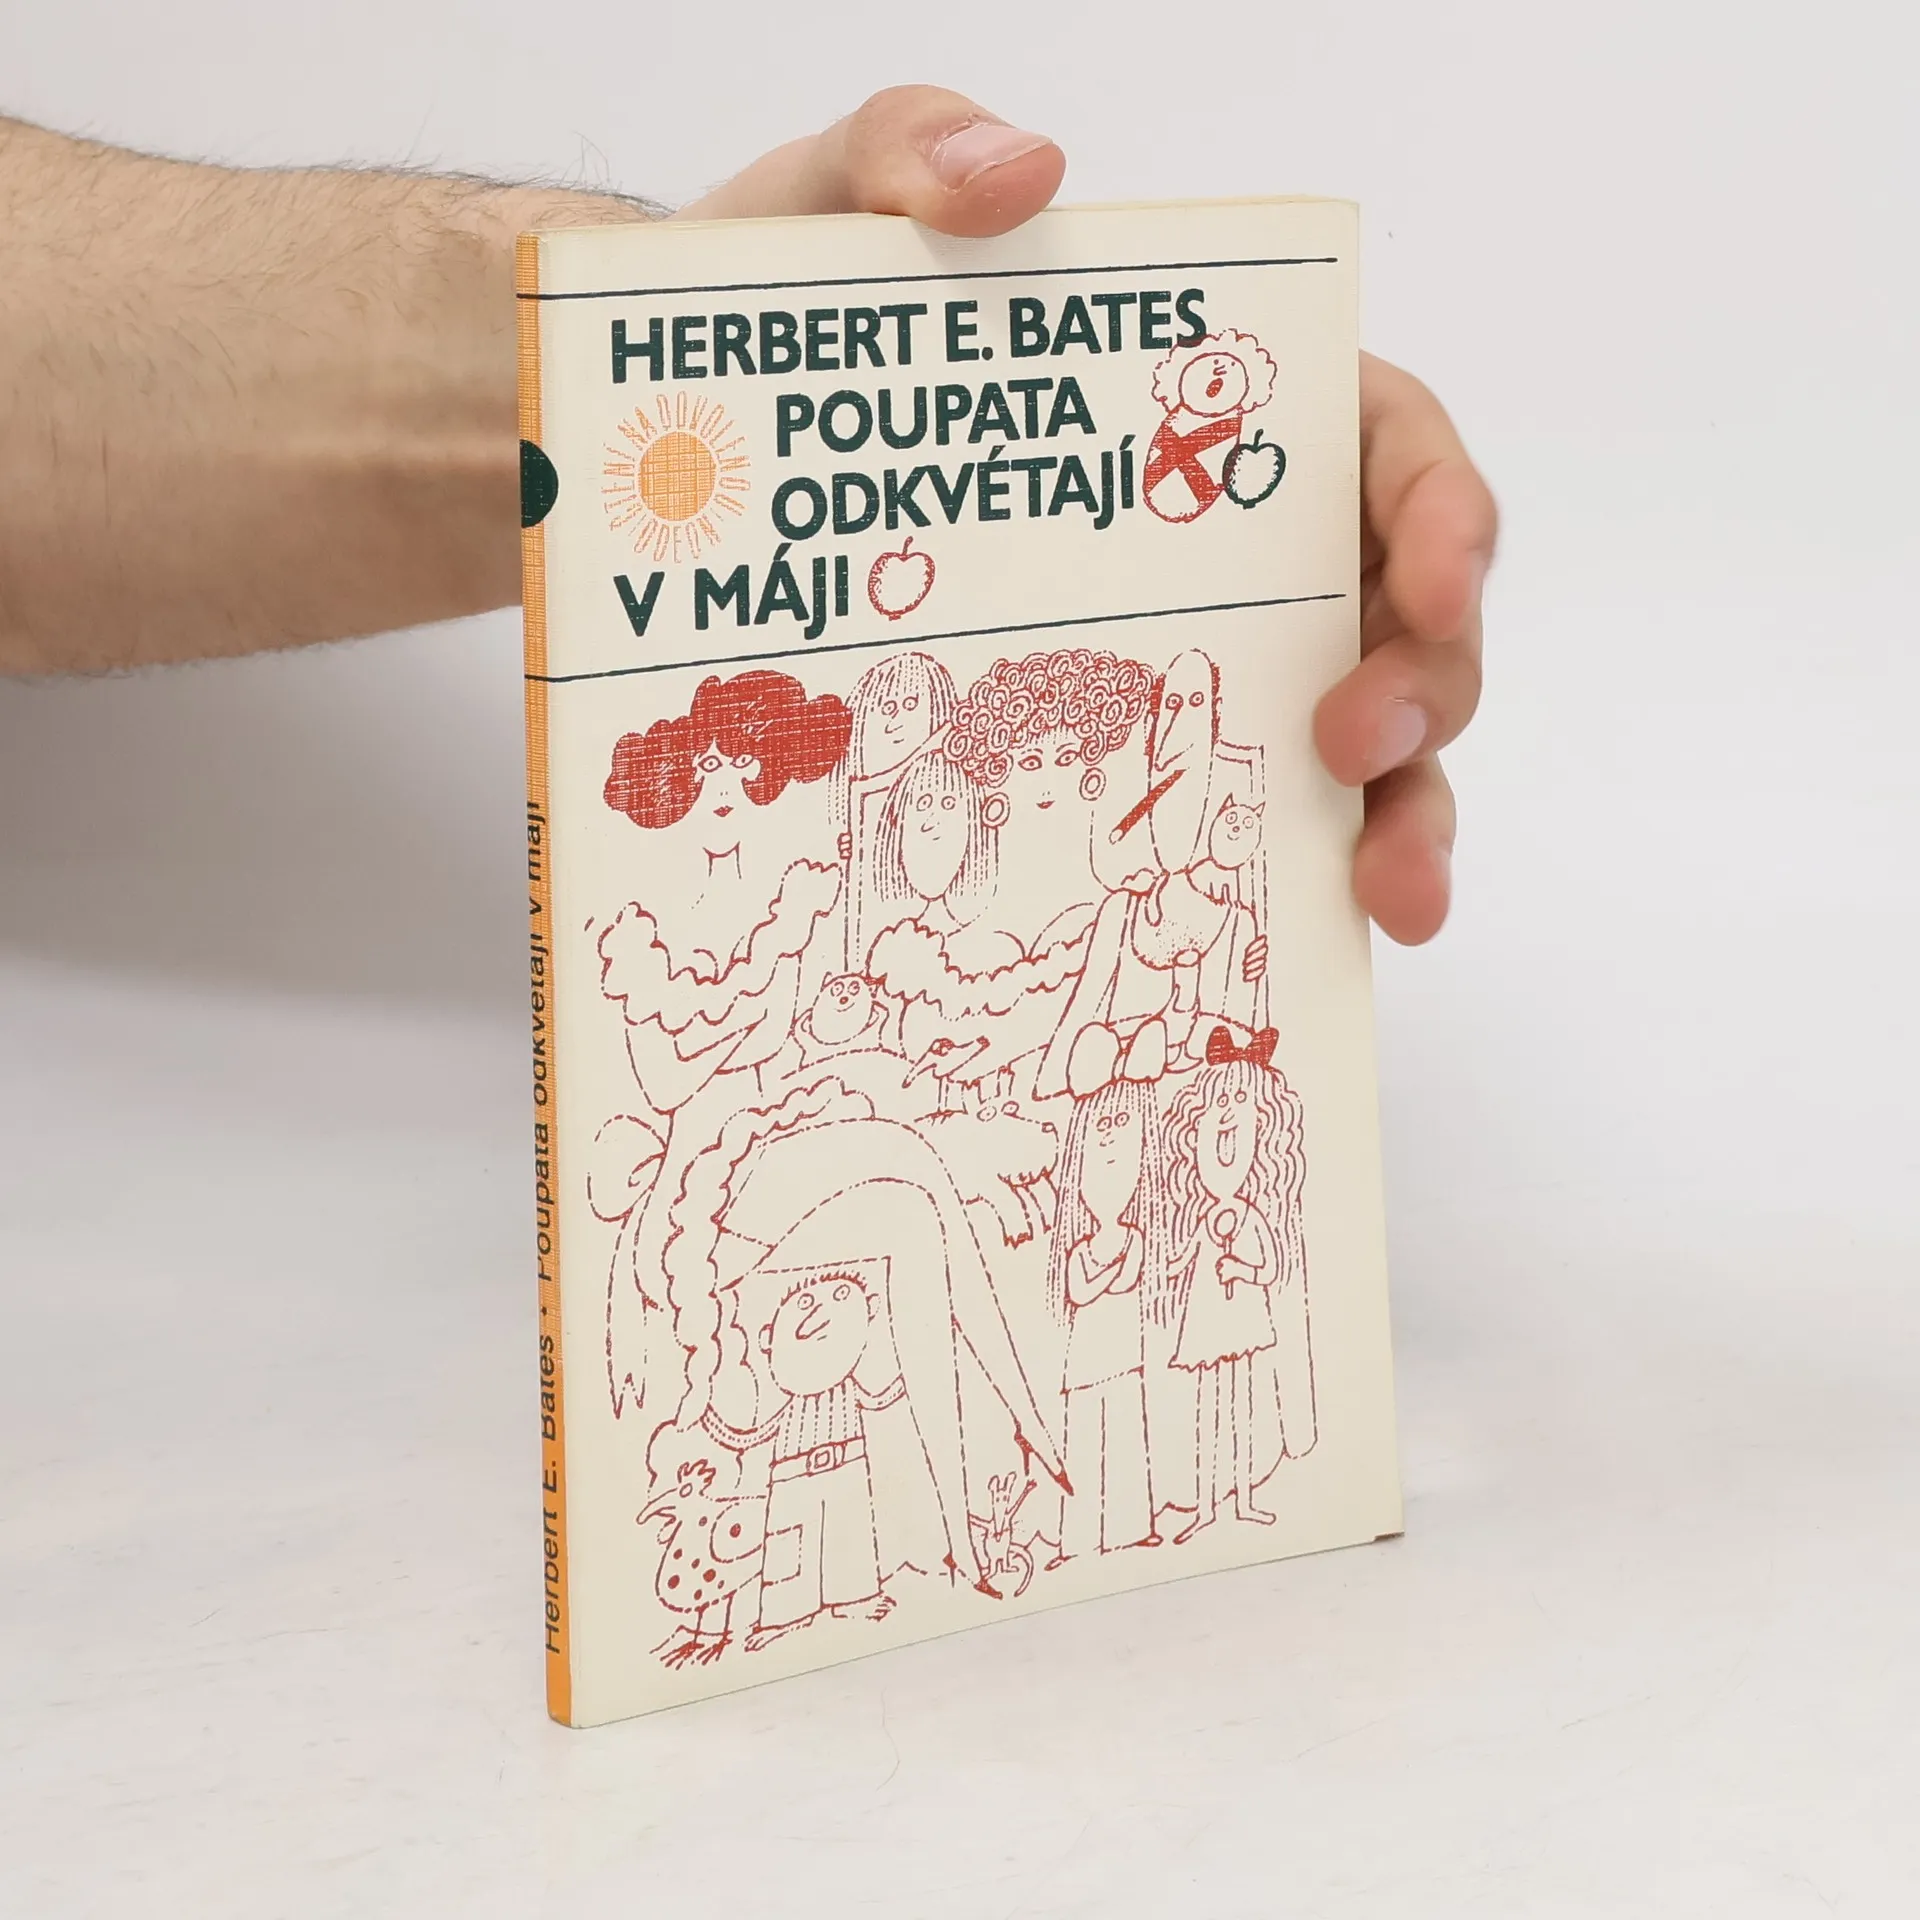 HERBERT E. BATES
POUPATA
ODKVÉTAJÍ
V MÁJI
Herbert E. Bates · Poupata odkvétají v máji